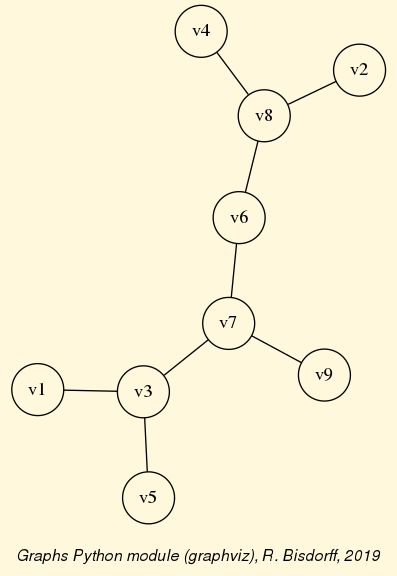 v4
v2
v8
v6
v7
v9
v1
v3
v5
Graphs Python module (graphviz), R. Bisdorff, 2019